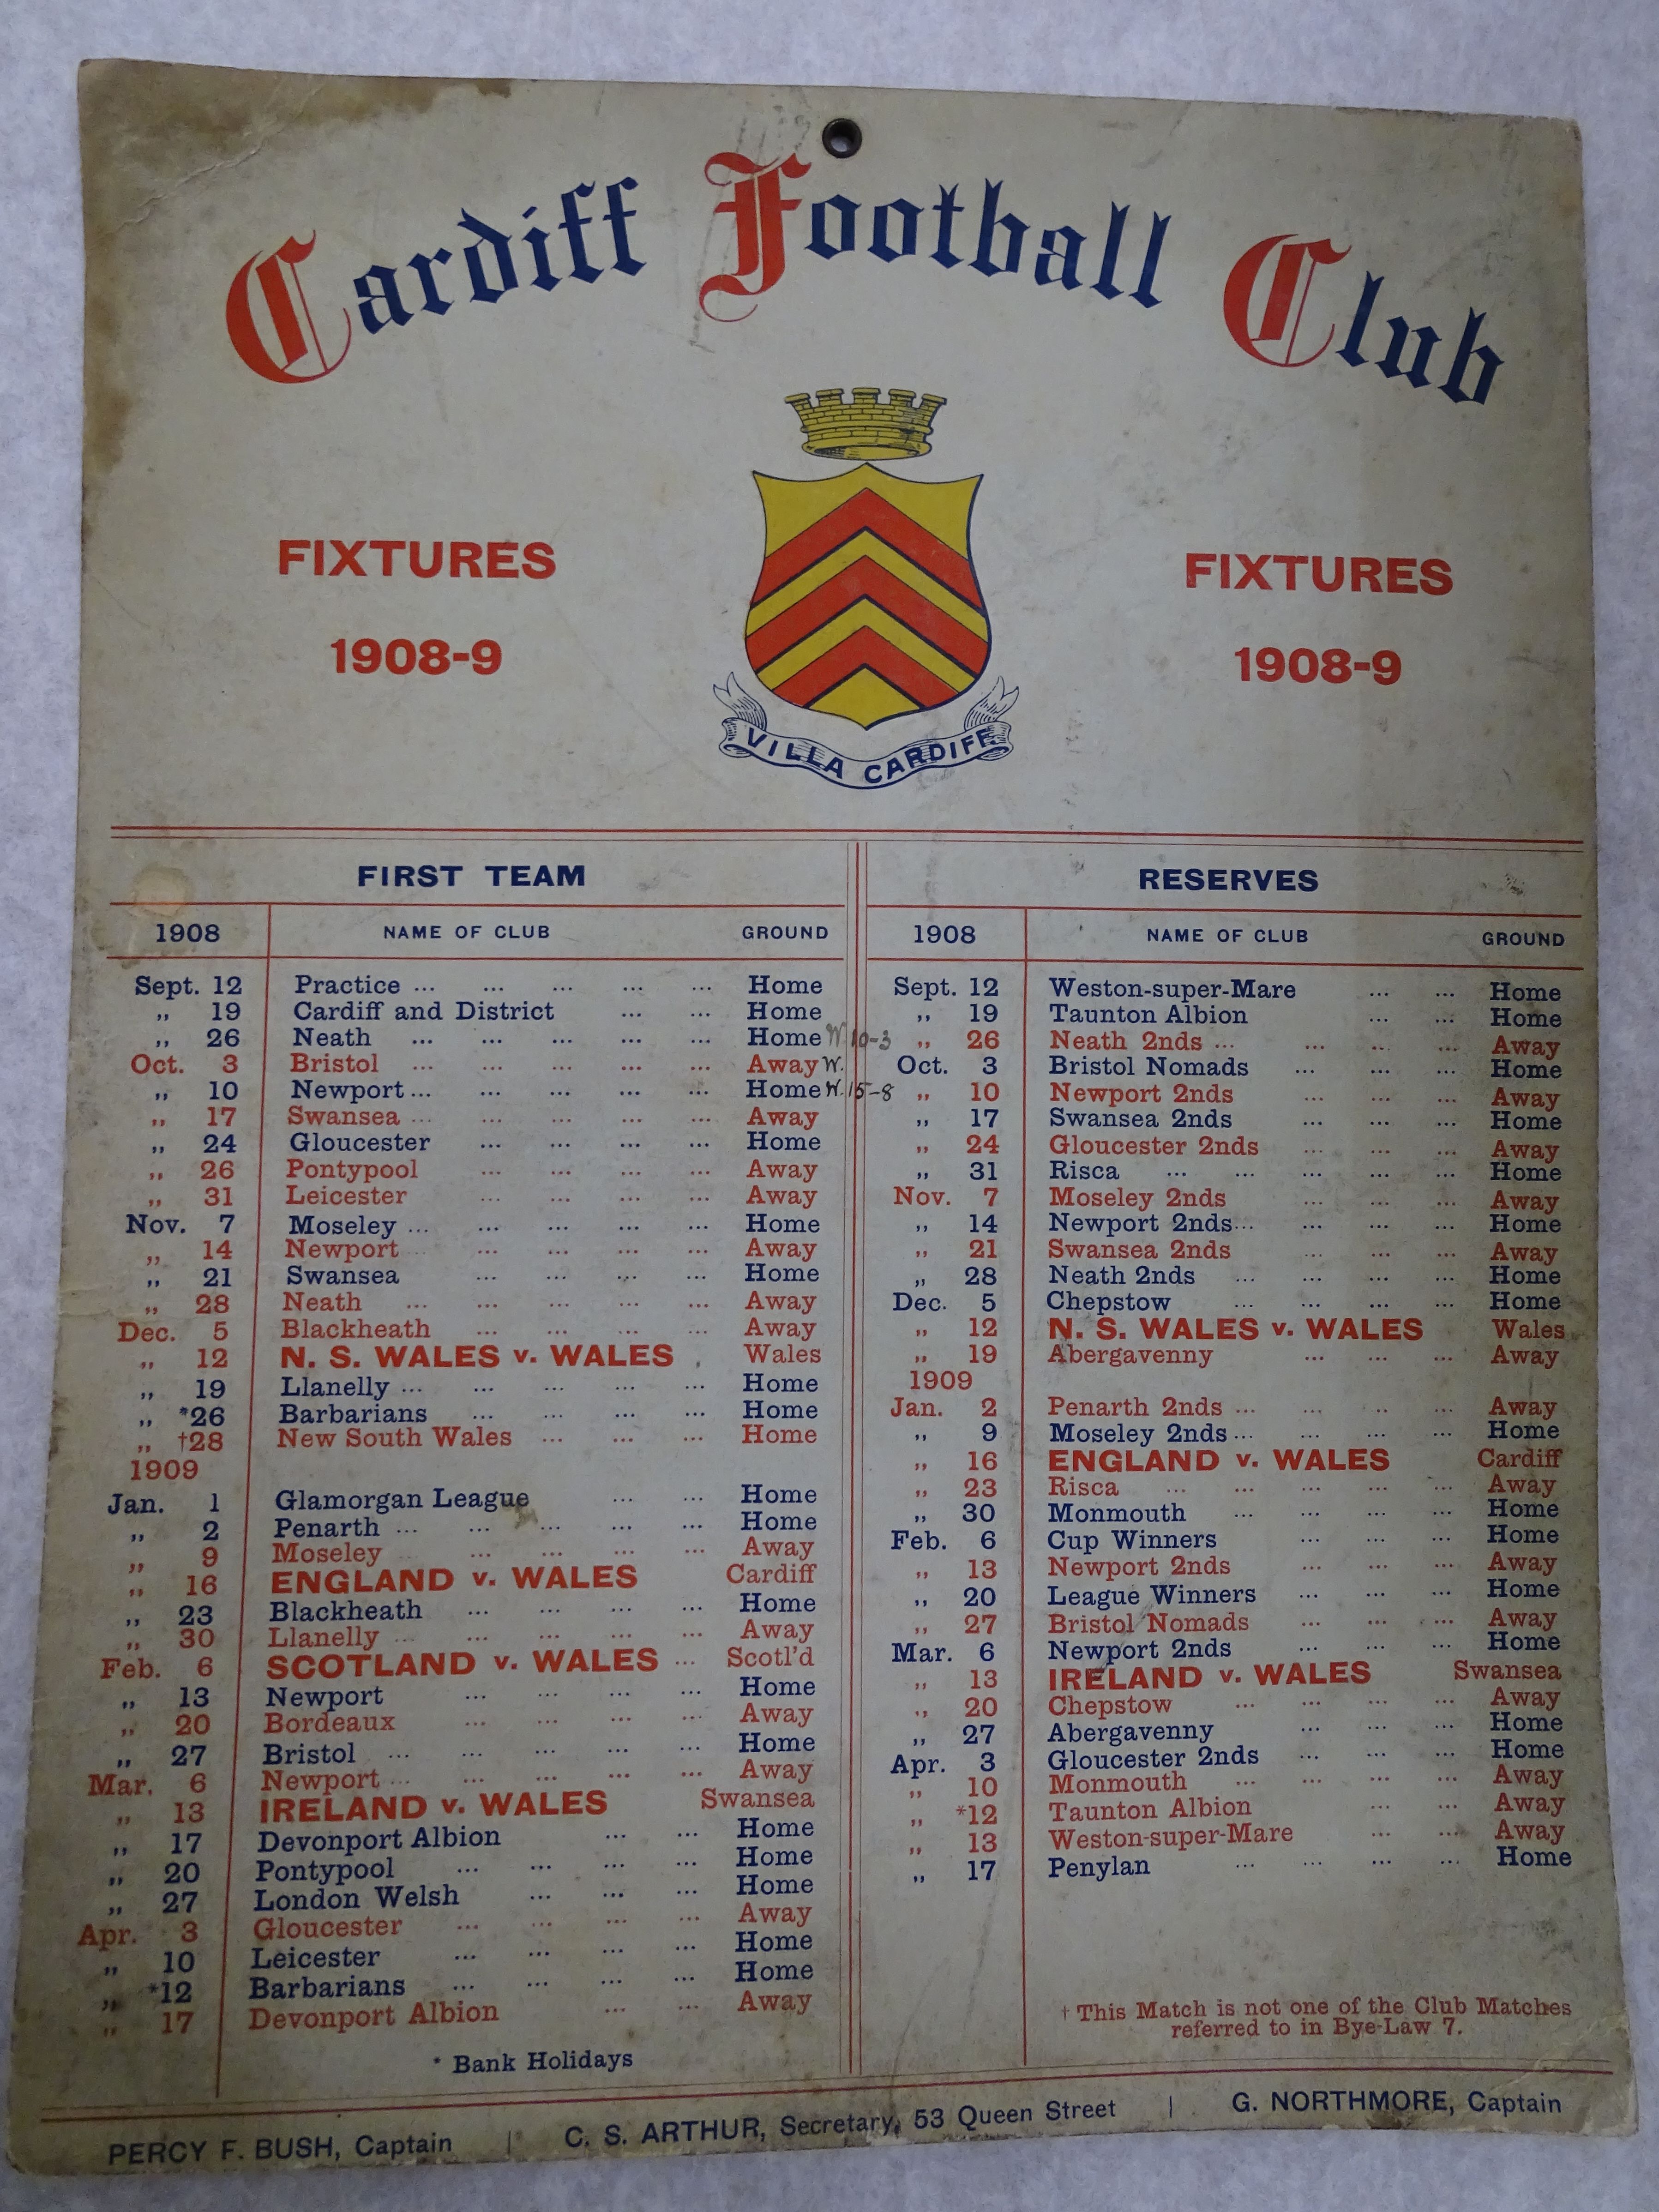 Cardiff Football Club
FIXTURES
1908-9
FIXTURES
1908-9
VILLA CARDIFF
FIRST TEAM
1908 NAME OF CLUB GROUND
Sept. 12 Practice ... ... ... ... ... Home
„ 19 Cardiff and District ... ... Home
„ 26 Neath ... ... ... ... ... Home W. 10-3
Oct. 3 Bristol ... ... ... ... ... Away W.
„ 10 Newport ... ... ... ... ... Home W. 15-8
„ 17 Swansea ... ... ... ... ... Away
„ 24 Gloucester ... ... ... ... Home
„ 26 Pontypool ... ... ... ... Away
„ 31 Leicester ... ... ... ... Away
Nov. 7 Moseley ... ... ... ... ... Home
„ 14 Newport ... ... ... ... ... Away
„ 21 Swansea ... ... ... ... Home
„ 28 Neath ... ... ... ... ... Away
Dec. 5 Blackheath ... ... ... ... Away
„ 12 N. S. WALES v. WALES . Wales
„ 19 Llanelly ... ... ... ... ... Home
„ *26 Barbarians ... ... ... ... Home
„ †28 New South Wales ... ... ... Home
1909
Jan. 1 Glamorgan League ... ... Home
„ 2 Penarth ... ... ... ... ... Home
„ 9 Moseley ... ... ... ... ... Away
„ 16 ENGLAND v. WALES Cardiff
„ 23 Blackheath ... ... ... ... Home
„ 30 Llanelly ... ... ... ... ... Away
Feb. 6 SCOTLAND v. WALES ... Scotl'd
„ 13 Newport ... ... ... ... Home
„ 20 Bordeaux ... ... ... ... Away
„ 27 Bristol ... ... ... ... ... Home
Mar. 6 Newport ... ... ... ... ... Away
„ 13 IRELAND v. WALES Swansea
„ 17 Devonport Albion ... ... Home
„ 20 Pontypool ... ... ... ... Home
„ 27 London Welsh ... ... ... Home
Apr. 3 Gloucester ... ... ... ... Away
„ 10 Leicester ... ... ... ... Home
„ *12 Barbarians ... ... ... ... Home
„ 17 Devonport Albion ... ... Away
* Bank Holidays
RESERVES
1908 NAME OF CLUB GROUND
Sept. 12 Weston-super-Mare ... ... Home
„ 19 Taunton Albion ... ... Home
„ 26 Neath 2nds ... ... ... ... Away
Oct. 3 Bristol Nomads ... ... ... Home
„ 10 Newport 2nds ... ... ... Away
„ 17 Swansea 2nds ... ... ... Home
„ 24 Gloucester 2nds ... ... ... Away
„ 31 Risca ... ... ... ... ... Home
Nov. 7 Moseley 2nds ... ... ... Away
„ 14 Newport 2nds ... ... ... ... Home
„ 21 Swansea 2nds ... ... ... Away
„ 28 Neath 2nds ... ... ... ... Home
Dec. 5 Chepstow ... ... ... ... Home
„ 12 N. S. WALES v. WALES Wales
„ 19 Abergavenny ... ... ... Away
1909
Jan. 2 Penarth 2nds ... ... ... ... Away
„ 9 Moseley 2nds ... ... ... ... Home
„ 16 ENGLAND v. WALES Cardiff
„ 23 Risca ... ... ... ... ... Away
„ 30 Monmouth ... ... ... ... Home
Feb. 6 Cup Winners ... ... ... Home
„ 13 Newport 2nds ... ... ... Away
„ 20 League Winners ... ... ... Home
„ 27 Bristol Nomads ... ... ... Away
Mar. 6 Newport 2nds ... ... ... Home
„ 13 IRELAND v. WALES Swansea
„ 20 Chepstow ... ... ... ... Away
„ 27 Abergavenny ... ... ... Home
Apr. 3 Gloucester 2nds ... ... ... Home
„ 10 Monmouth ... ... ... ... Away
„ *12 Taunton Albion ... ... Away
„ 13 Weston-super-Mare ... ... Away
„ 17 Penylan ... ... ... ... Home
† This Match is not one of the Club Matches
referred to in Bye-Law 7.
PERCY F. BUSH, Captain | C. S. ARTHUR, Secretary, 53 Queen Street | G. NORTHMORE, Captain